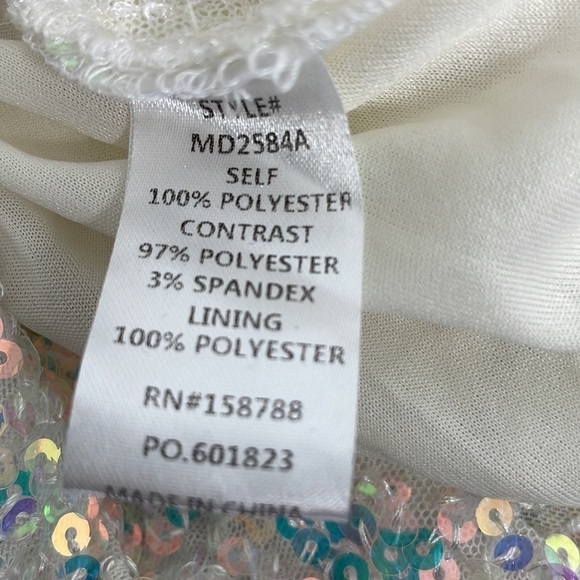 STYLE#
MD2584A
SELF
100% POLYESTER
CONTRAST
97% POLYESTER
3% SPANDEX
LINING
100% POLYESTER
RN#158788
PO.601823
MADE IN CHINA